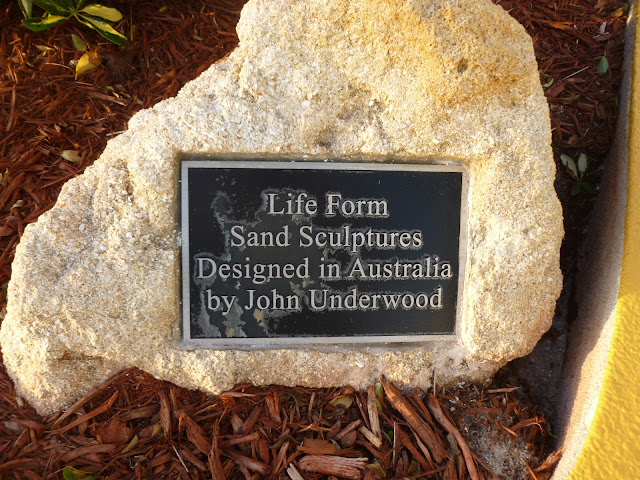 Life Form
Sand Sculptures
Designed in Australia
by John Underwood